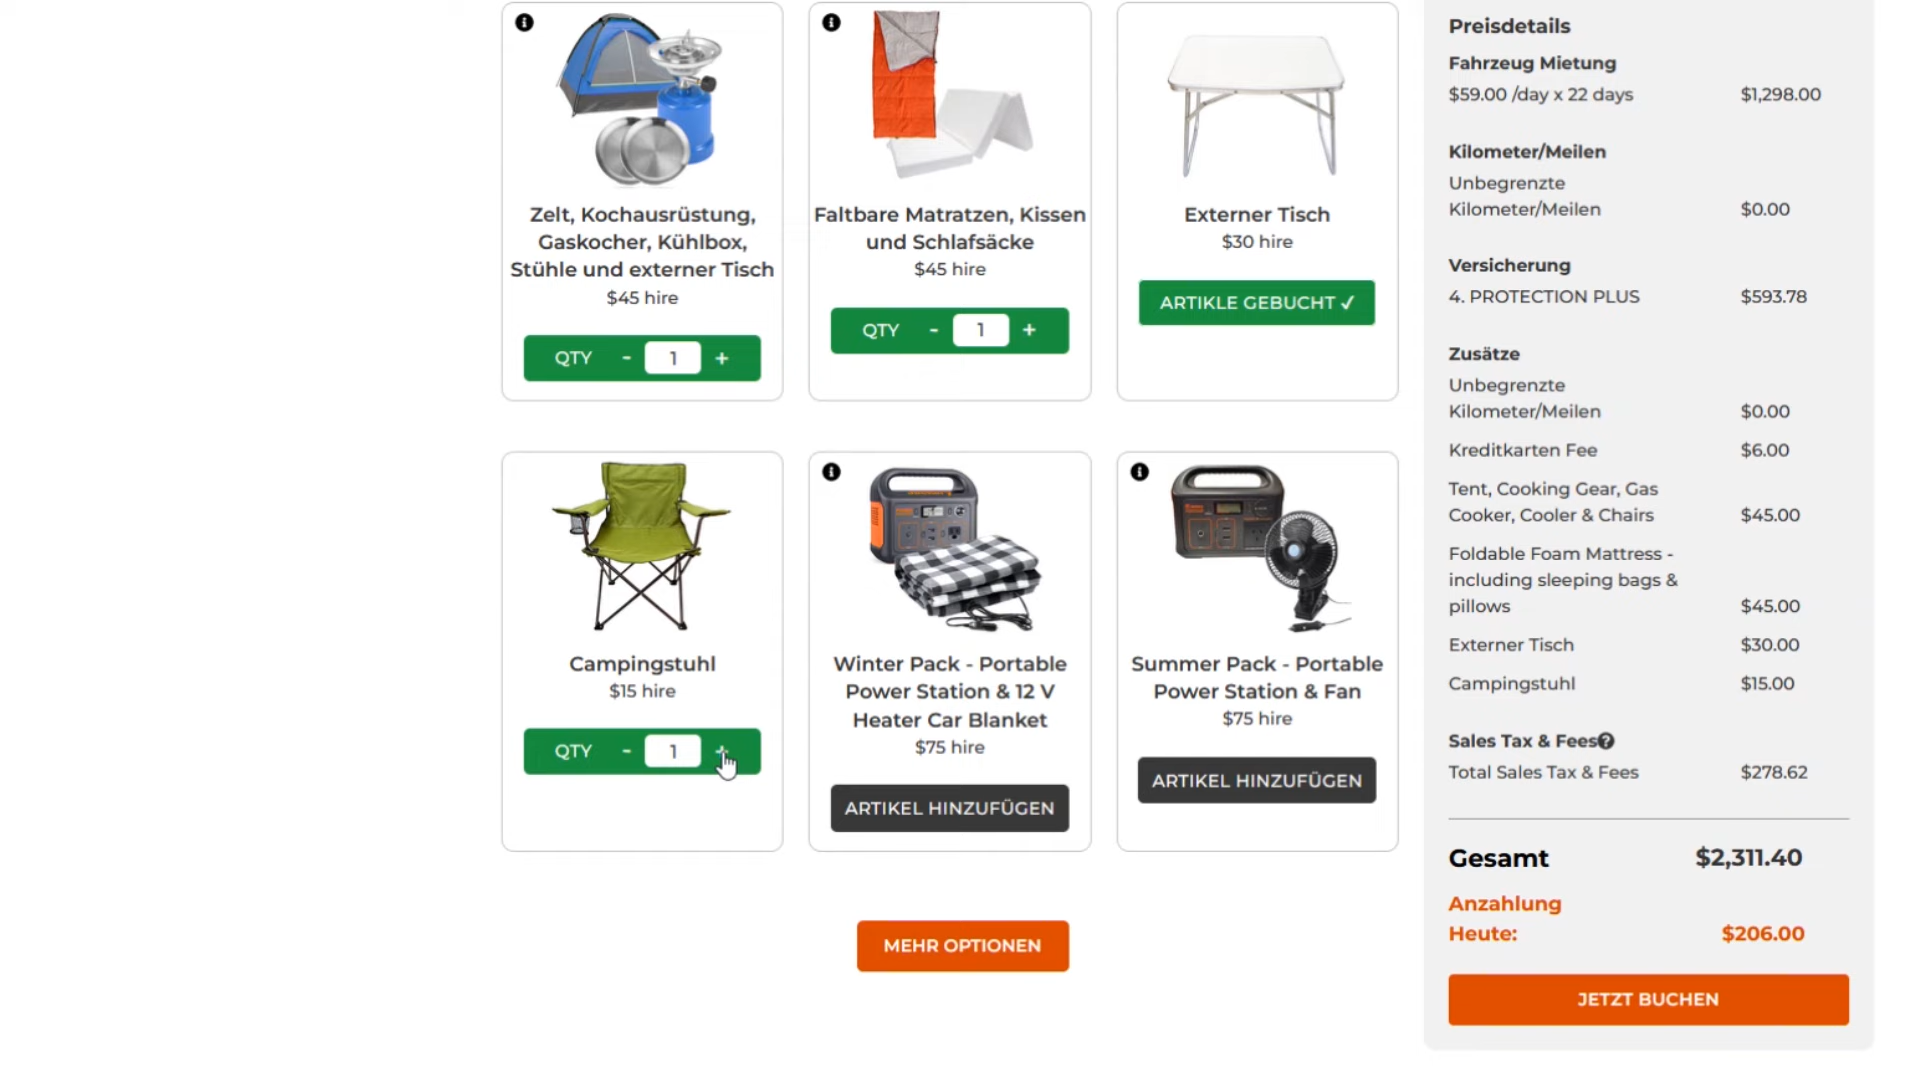 Zelt, Kochausrüstung,
Gaskocher, Kühlbox,
Stühle und externer Tisch
$45 hire
QTY - 1 +
Faltbare Matratzen, Kissen
und Schlafsäcke
$45 hire
QTY - 1 +
Externer Tisch
$30 hire
ARTIKLE GEBUCHT ✓
Campingstuhl
$15 hire
QTY - 1 +
Winter Pack - Portable
Power Station & 12 V
Heater Car Blanket
$75 hire
ARTIKEL HINZUFÜGEN
Summer Pack - Portable
Power Station & Fan
$75 hire
ARTIKEL HINZUFÜGEN
MEHR OPTIONEN
Preisdetails
Fahrzeug Mietung
$59.00 /day x 22 days $1,298.00
Kilometer/Meilen
Unbegrenzte
Kilometer/Meilen $0.00
Versicherung
4. PROTECTION PLUS $593.78
Zusätze
Unbegrenzte
Kilometer/Meilen $0.00
Kreditkarten Fee $6.00
Tent, Cooking Gear, Gas
Cooker, Cooler & Chairs $45.00
Foldable Foam Mattress -
including sleeping bags &
pillows $45.00
Externer Tisch $30.00
Campingstuhl $15.00
Sales Tax & Fees?
Total Sales Tax & Fees $278.62
Gesamt $2,311.40
Anzahlung
Heute: $206.00
JETZT BUCHEN